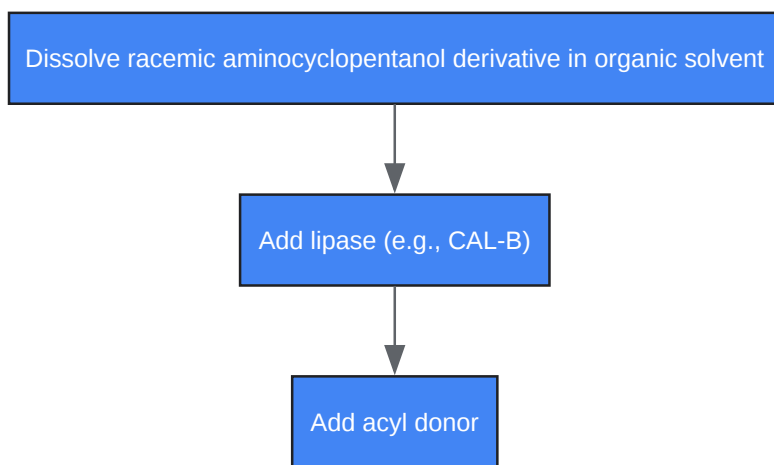 Dissolve racemic aminocyclopentanol derivative in organic solvent
Add lipase (e.g., CAL-B)
Add acyl donor